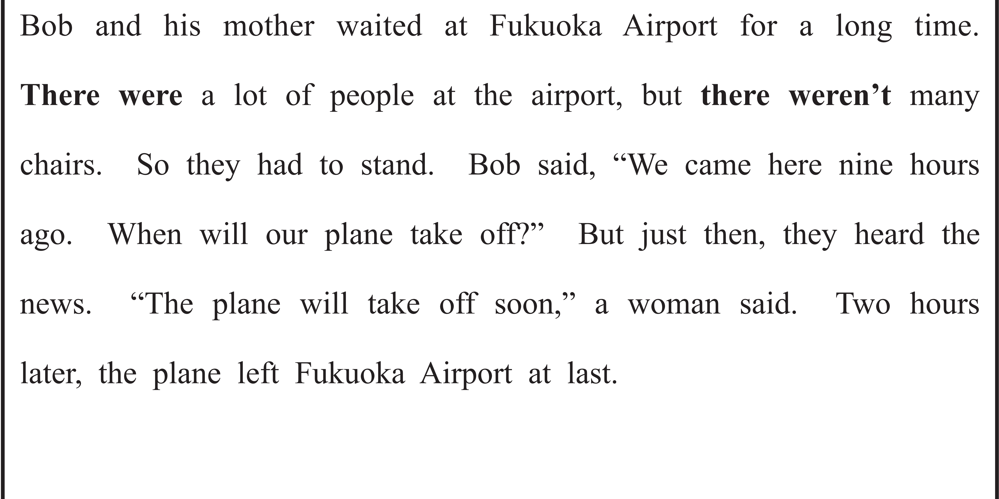 Bob and his mother waited at Fukuoka Airport for a long time.
There were a lot of people at the airport, but there weren’t many
chairs. So they had to stand. Bob said, “We came here nine hours
ago. When will our plane take off?” But just then, they heard the
news. “The plane will take off soon,” a woman said. Two hours
later, the plane left Fukuoka Airport at last.